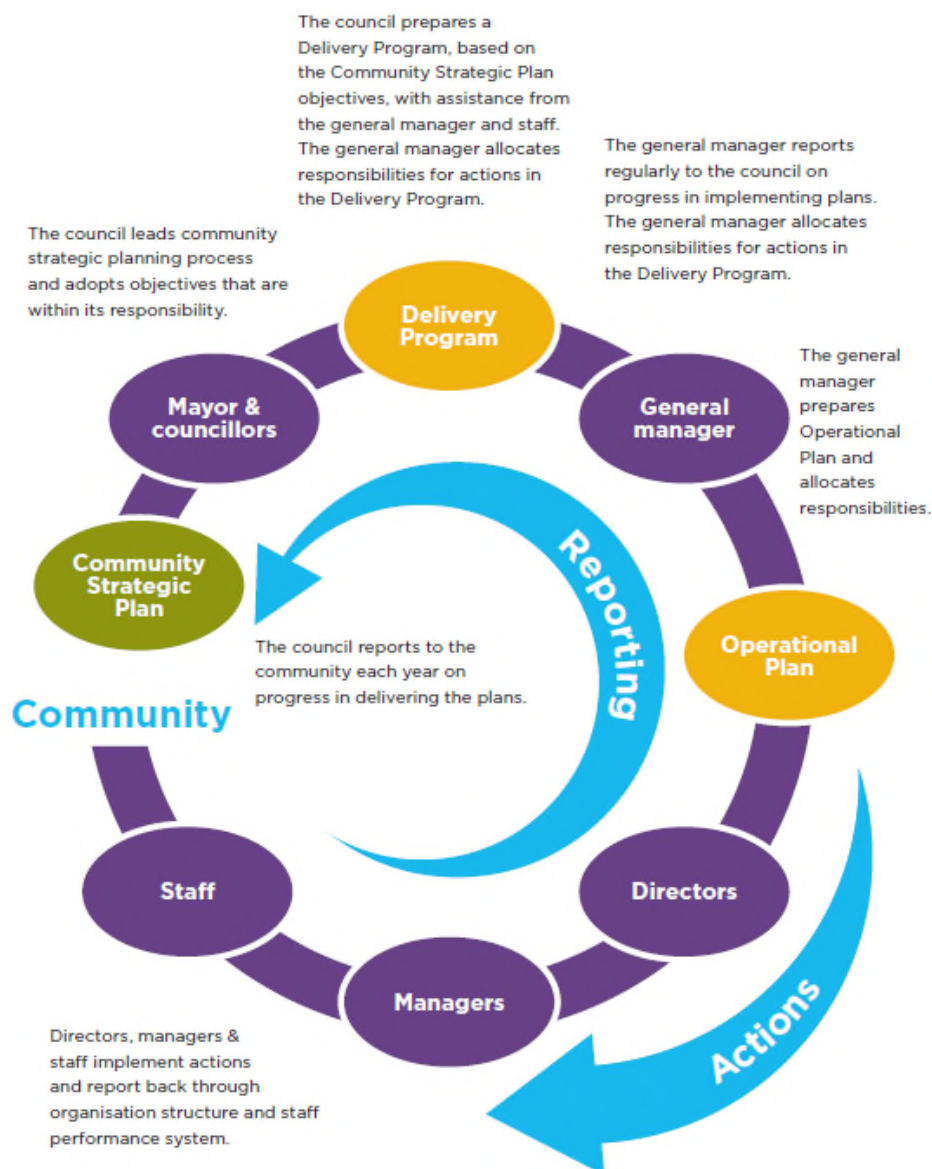 The council prepares a
Delivery Program, based on
the Community Strategic Plan
objectives, with assistance from
the general manager and staff.
The general manager allocates
responsibilities for actions in
the Delivery Program.
The general manager reports
regularly to the council on
progress in implementing plans.
The general manager allocates
responsibilities for actions in
the Delivery Program.
The council leads community
strategic planning process
and adopts objectives that are
within its responsibility.
Delivery
Program
Mayor &
councillors
General
manager
The general
manager
prepares
Operational
Plan and
allocates
responsibilities.
Community
Strategic
Plan
Reporting
The council reports to the
community each year on
progress in delivering the plans.
Operational
Plan
Community
Staff
Directors
Managers
Actions
Directors, managers &
staff implement actions
and report back through
organisation structure and staff
performance system.